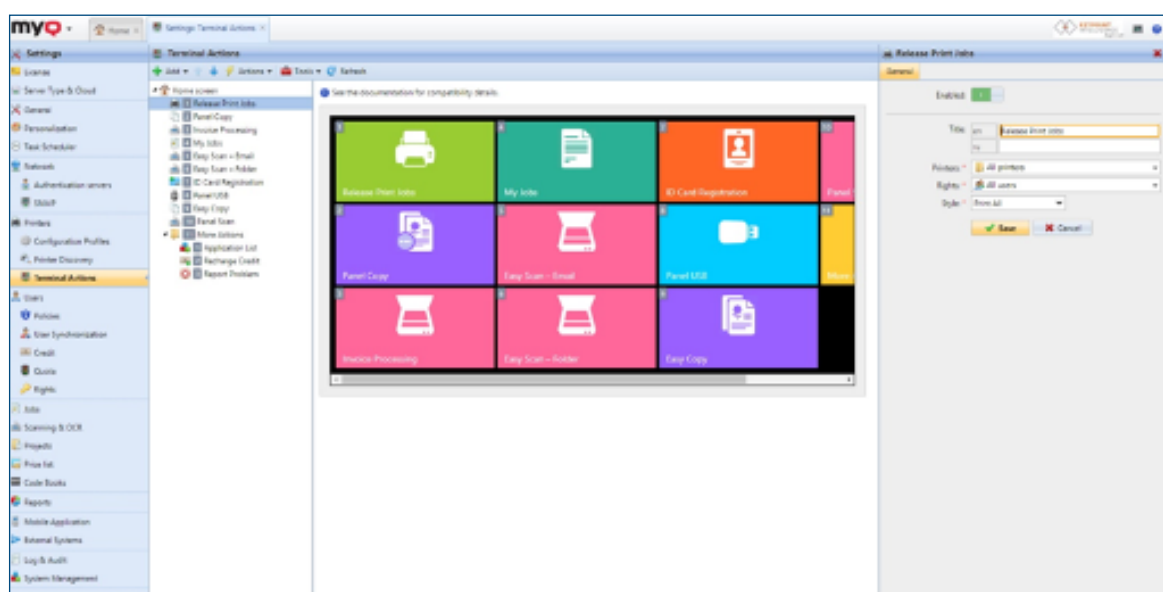 myQ
Home
Settings: Terminal Actions
Settings
Terminal Actions
Release Print Jobs
License
Add
Actions
Tools
Refresh
General
Server Type & Cloud
Home screen
See the documentation for compatibility details.
Enabled
General
Release Print Jobs
Personalization
Panel Copy
Task Scheduler
Invoice Processing
Title
en
Release Print Jobs
My Jobs
Network
Easy Scan – Email
Authentication servers
Easy Scan – Folder
Printers: *
All printers
ID Card Registration
Rights: *
All users
Panel USB
Style: *
Print All
Printers
Easy Copy
Save
Cancel
Configuration Profiles
Panel Scan
Printer Discovery
More Actions
Terminal Actions
Application List
Users
Recharge Credit
Policies
Report Problem
User Synchronization
Credit
Quota
Rights
Jobs
Scanning & OCR
Projects
Price list
Code Books
Reports
Mobile Application
External Systems
Log & Audit
System Management
Release Print Jobs
My Jobs
ID Card Registration
Panel
Panel Copy
Easy Scan – Email
Panel USB
More
Invoice Processing
Easy Scan – Folder
Easy Copy